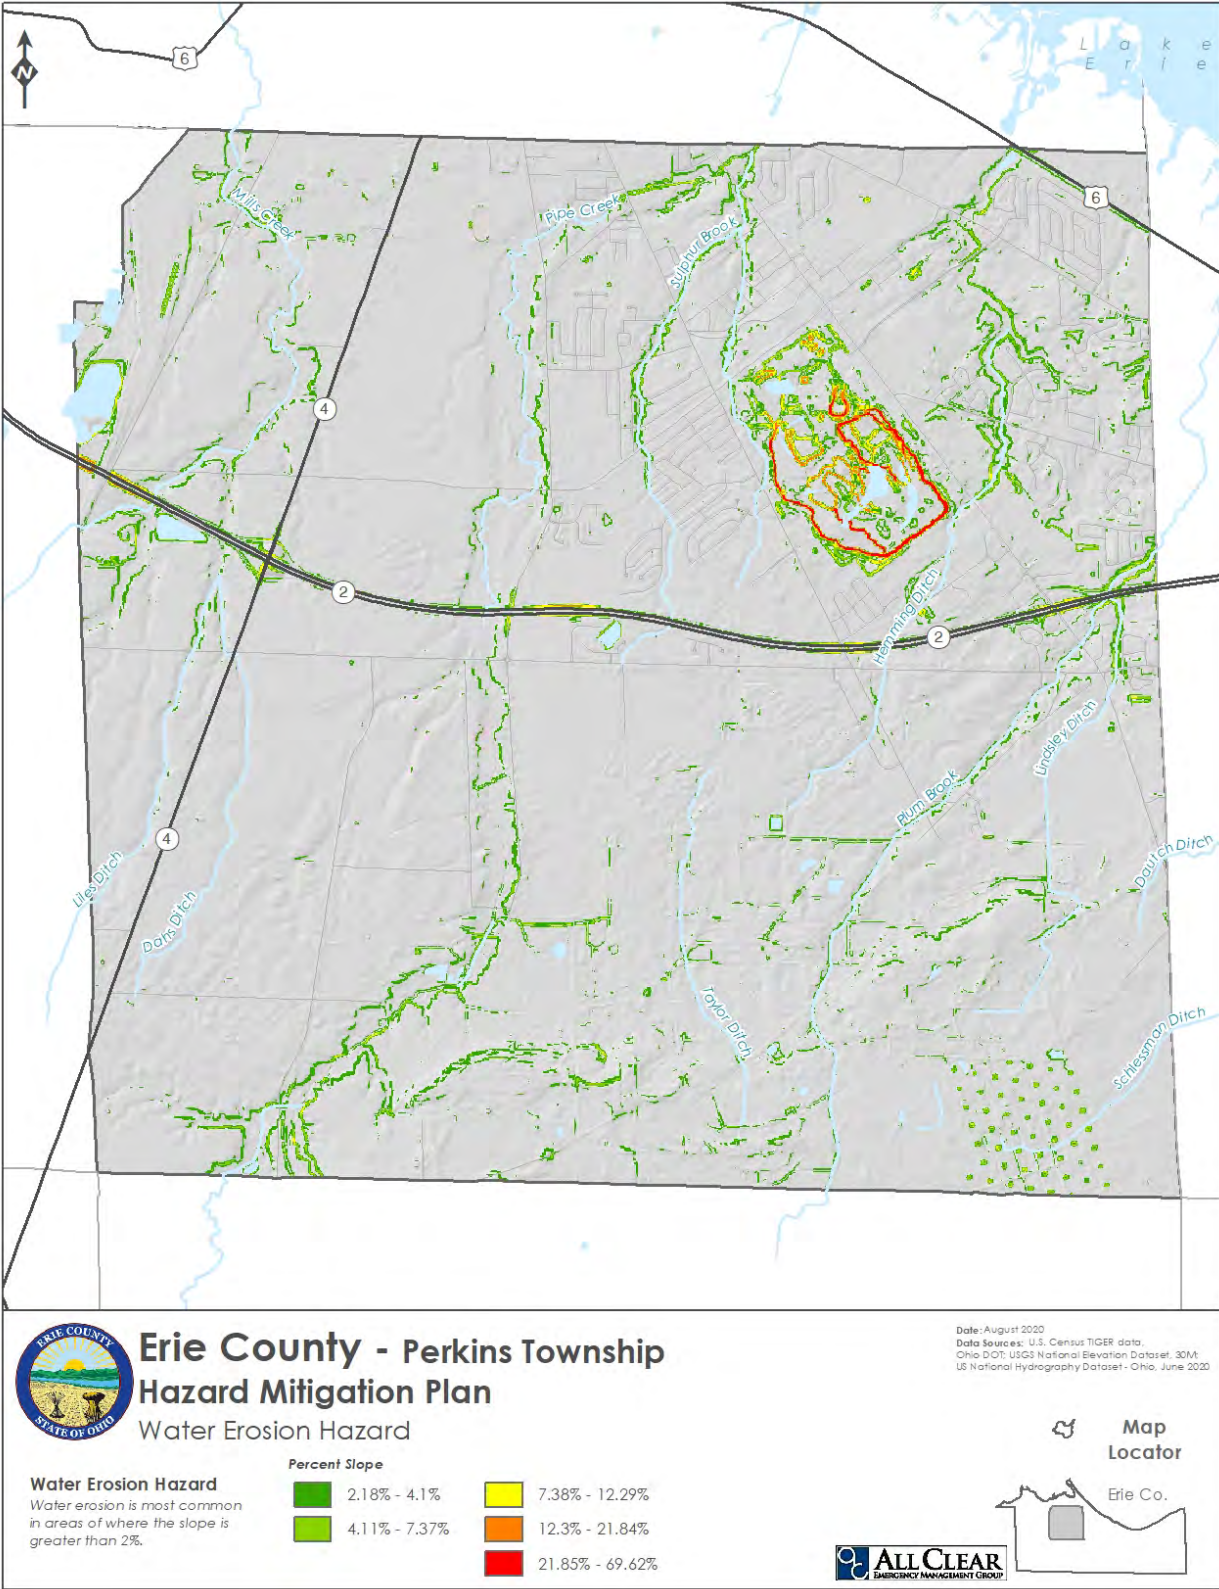 6
L a k e
E r i e
N
6
Mills Creek
Pipe Creek
Sulphur Brook
4
2
2
Hemming Ditch
Lindsley Ditch
Plum Brook
4
Liles Ditch
Dahs Ditch
Dautch Ditch
Taylor Ditch
Schlessman Ditch
ERIE COUNTY
STATE OF OHIO
Erie County - Perkins Township
Hazard Mitigation Plan
Water Erosion Hazard
Date: August 2020
Data Sources: U.S. Census TIGER data,
Ohio DOT; USGS National Elevation Dataset, 30M;
US National Hydrography Dataset - Ohio, June 2020
Water Erosion Hazard
Water erosion is most common
in areas of where the slope is
greater than 2%.
Percent Slope
2.18% - 4.1%
4.11% - 7.37%
7.38% - 12.29%
12.3% - 21.84%
21.85% - 69.62%
Map
Locator
Erie Co.
ALL CLEAR
EMERGENCY MANAGEMENT GROUP